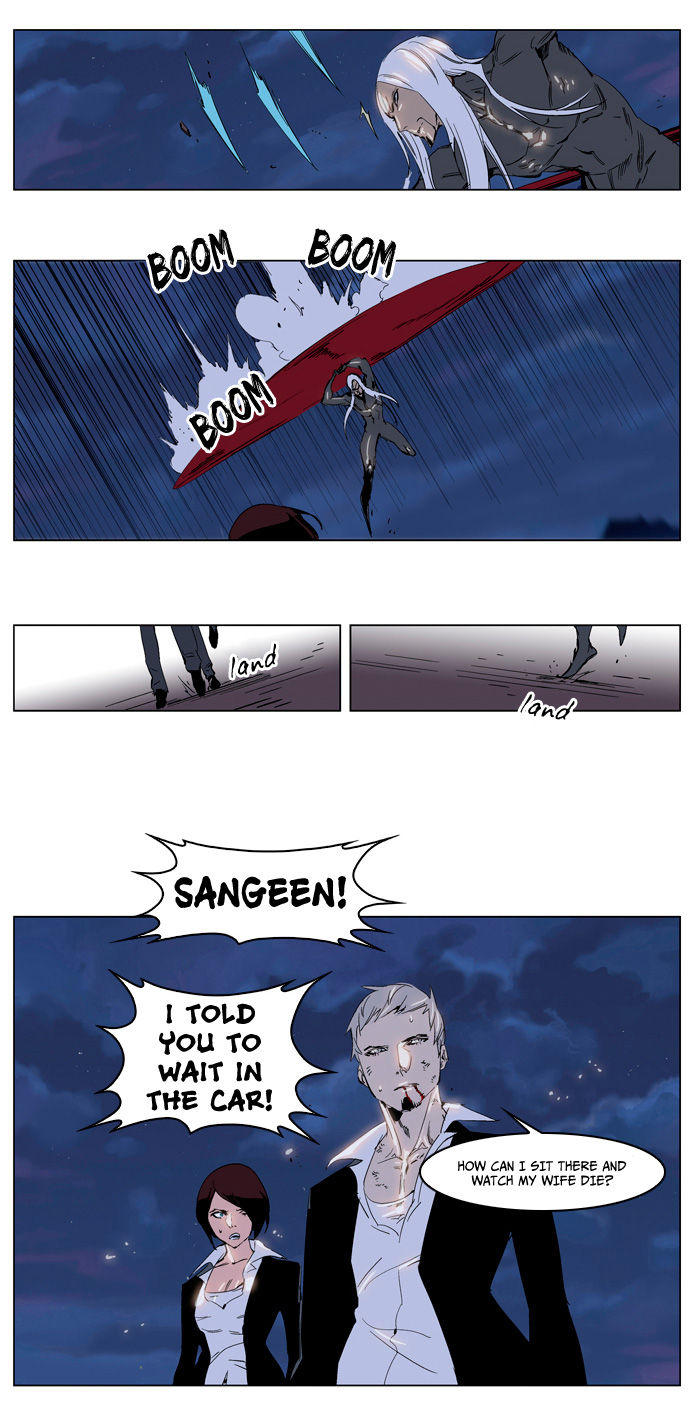 BOOM
BOOM
BOOM
land
land
SANGEEN!
I TOLD
YOU TO
WAIT IN
THE CAR!
HOW CAN I SIT THERE AND
WATCH MY WIFE DIE?